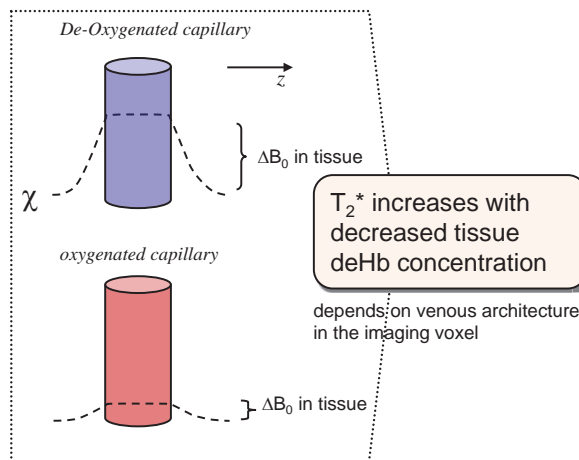 De-Oxygenated capillary
z
ΔB₀ in tissue
χ
T₂* increases with
decreased tissue
deHb concentration
oxygenated capillary
depends on venous architecture
in the imaging voxel
ΔB₀ in tissue